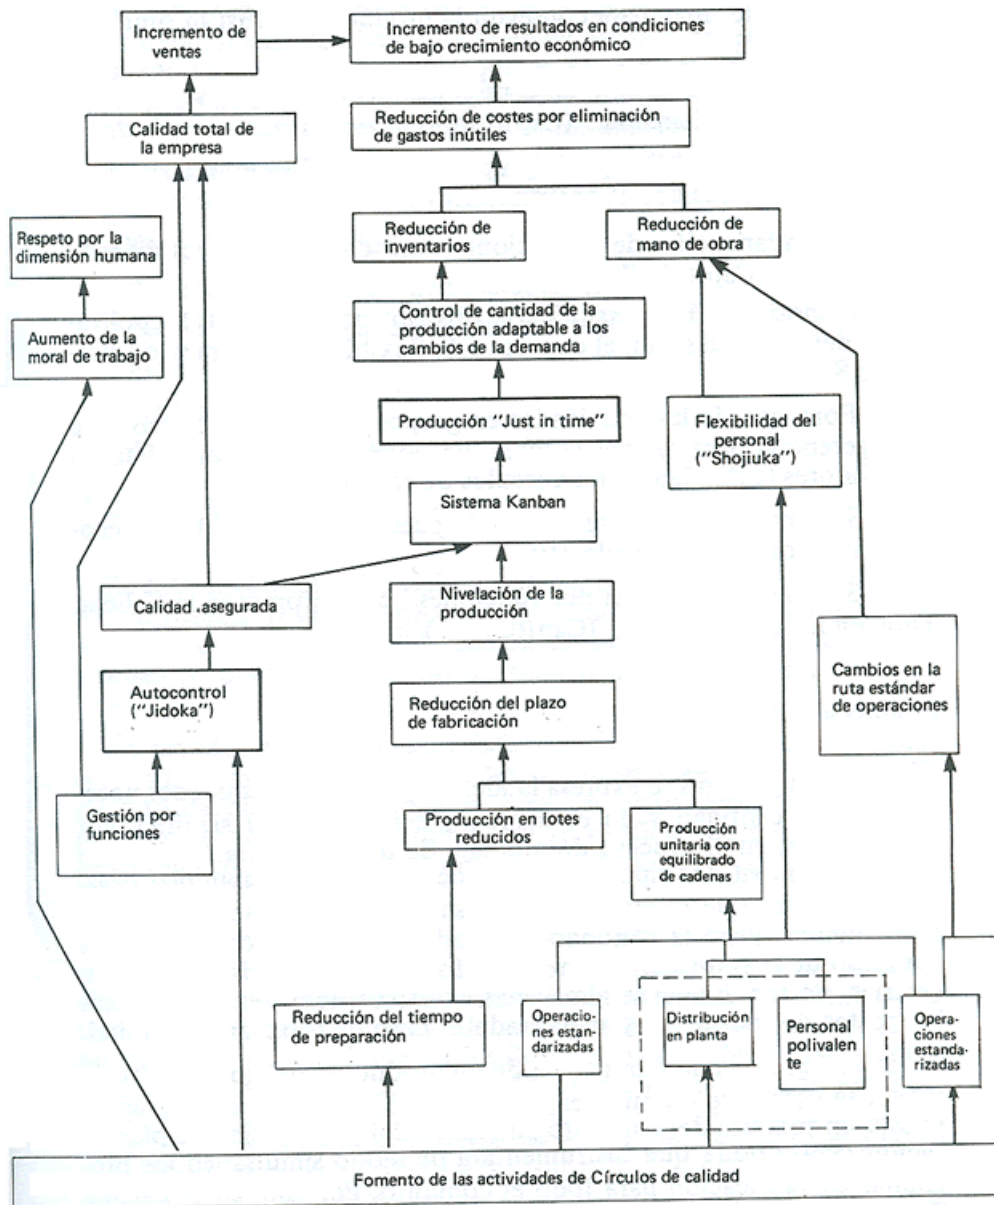 Incremento de
ventas
Incremento de resultados en condiciones
de bajo crecimiento económico
Calidad total de
la empresa
Reducción de costes por eliminación
de gastos inútiles
Respeto por la
dimensión humana
Reducción de
inventarios
Reducción de
mano de obra
Aumento de la
moral de trabajo
Control de cantidad de la
producción adaptable a los
cambios de la demanda
Producción "Just in time"
Flexibilidad del
personal
("Shojiuka")
Sistema Kanban
Calidad asegurada
Nivelación de la
producción
Autocontrol
("Jidoka")
Reducción del plazo
de fabricación
Cambios en la
ruta estándar
de operaciones
Gestión por
funciones
Producción en lotes
reducidos
Producción
unitaria con
equilibrado
de cadenas
Reducción del tiempo
de preparación
Operacio-
nes estan-
darizadas
Distribución
en planta
Personal
polivalen-
te
Opera-
ciones
estanda-
rizadas
Fomento de las actividades de Círculos de calidad